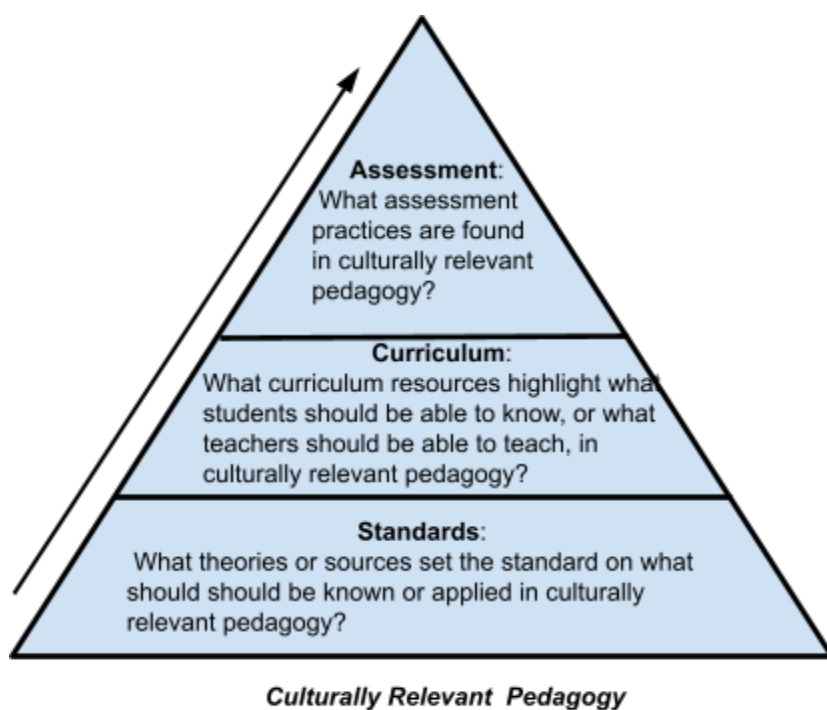 Assessment:
What assessment
practices are found
in culturally relevant
pedagogy?
Curriculum:
What curriculum resources highlight what
students should be able to know, or what
teachers should be able to teach, in
culturally relevant pedagogy?
Standards:
What theories or sources set the standard on what
should should be known or applied in culturally
relevant pedagogy?
Culturally Relevant Pedagogy